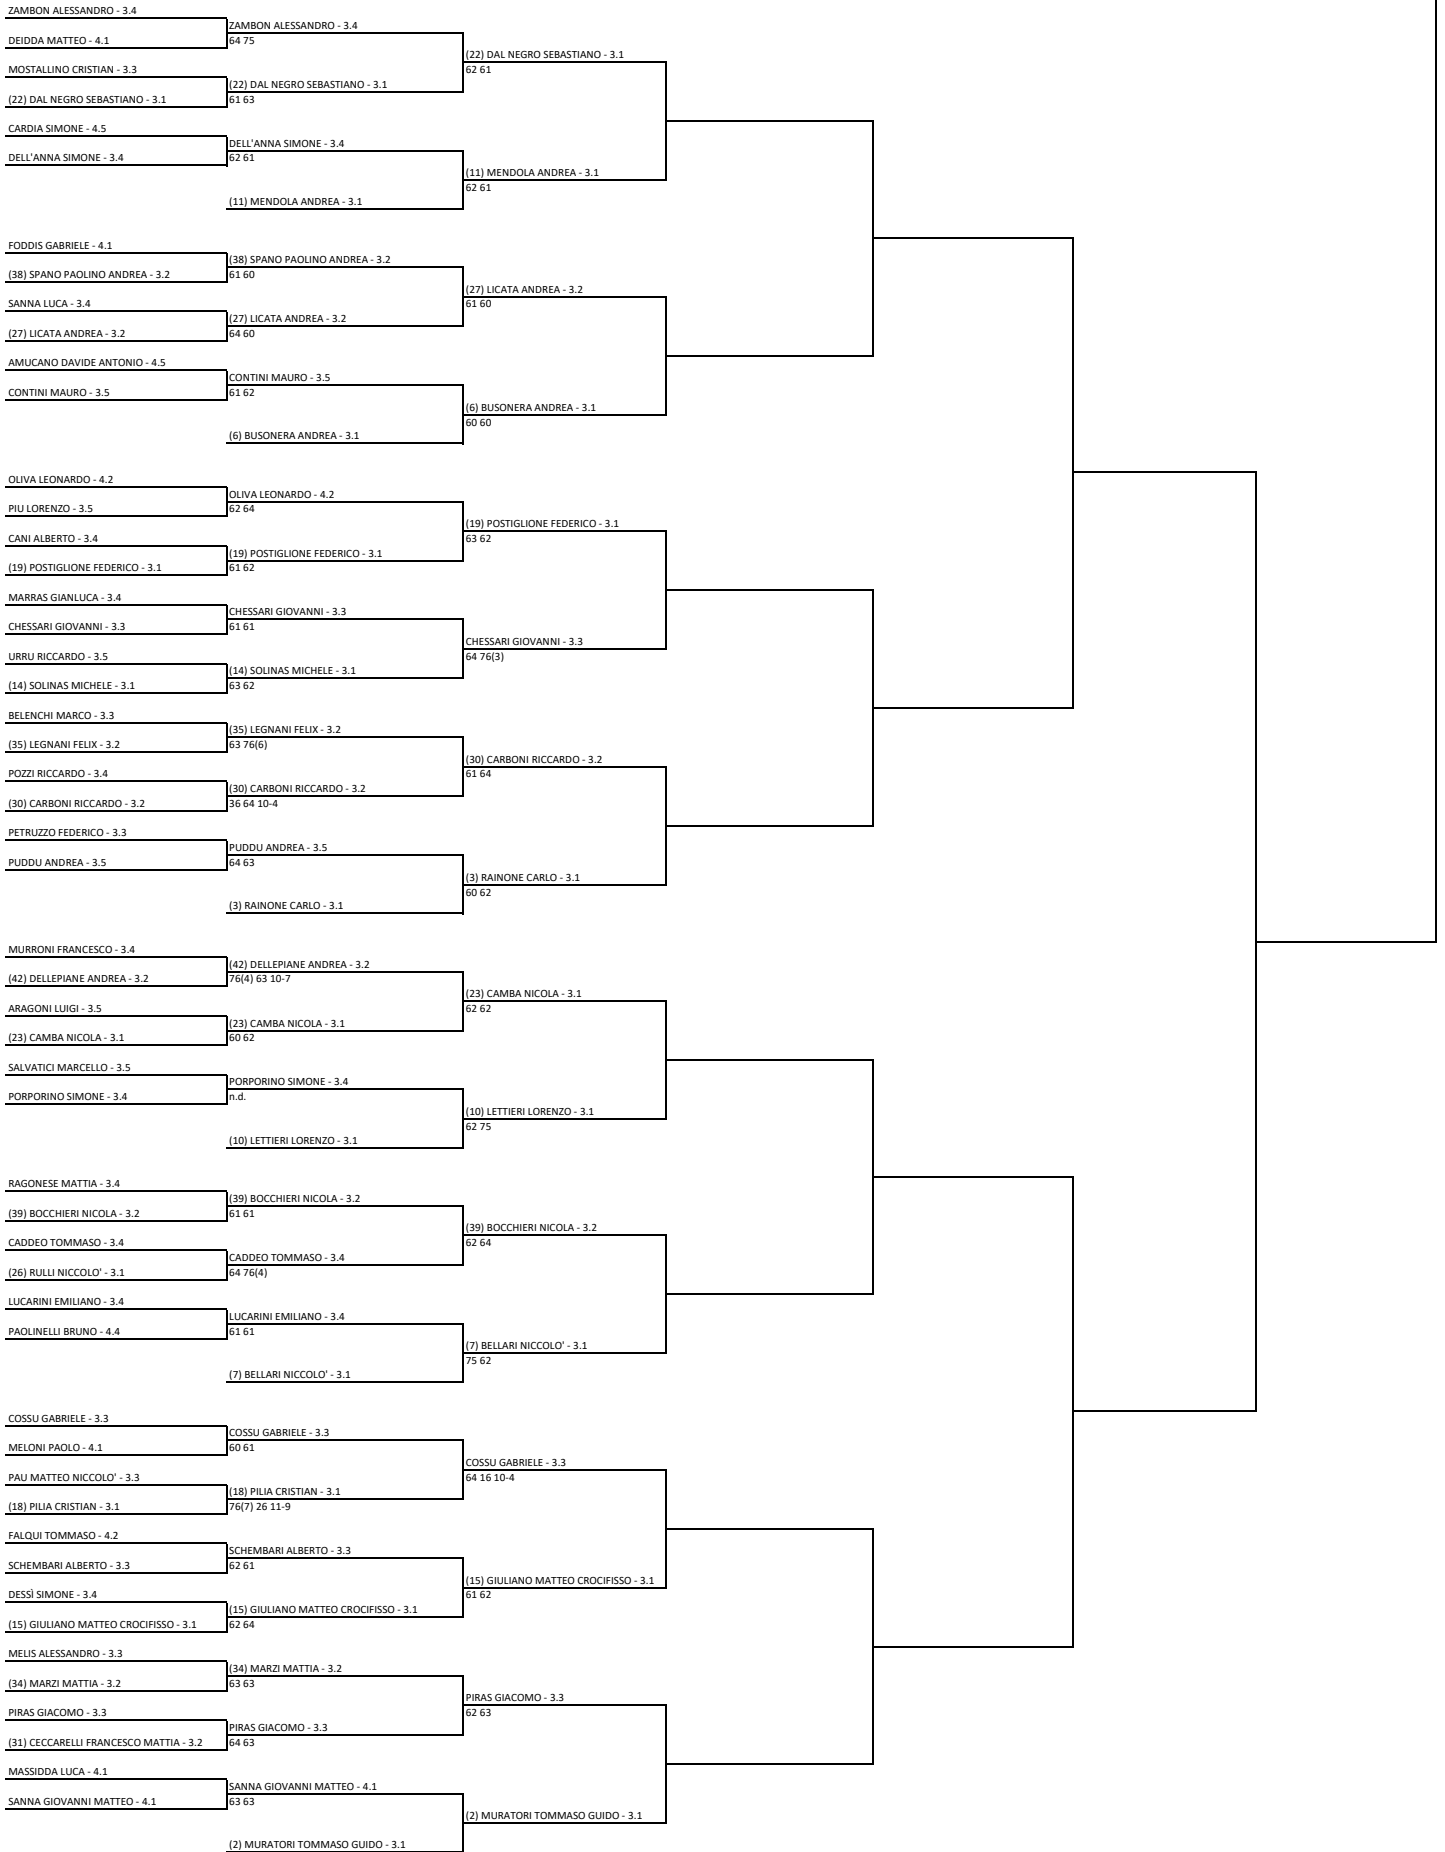 ZAMBON ALESSANDRO - 3.4
ZAMBON ALESSANDRO - 3.4
DEIDDA MATTEO - 4.1
64 75
(22) DAL NEGRO SEBASTIANO - 3.1
MOSTALLINO CRISTIAN - 3.3
62 61
(22) DAL NEGRO SEBASTIANO - 3.1
(22) DAL NEGRO SEBASTIANO - 3.1
61 63
CARDIA SIMONE - 4.5
DELL'ANNA SIMONE - 3.4
DELL'ANNA SIMONE - 3.4
62 61
(11) MENDOLA ANDREA - 3.1
62 61
(11) MENDOLA ANDREA - 3.1
FODDIS GABRIELE - 4.1
(38) SPANO PAOLINO ANDREA - 3.2
(38) SPANO PAOLINO ANDREA - 3.2
61 60
(27) LICATA ANDREA - 3.2
SANNA LUCA - 3.4
61 60
(27) LICATA ANDREA - 3.2
(27) LICATA ANDREA - 3.2
64 60
AMUCANO DAVIDE ANTONIO - 4.5
CONTINI MAURO - 3.5
CONTINI MAURO - 3.5
61 62
(6) BUSONERA ANDREA - 3.1
60 60
(6) BUSONERA ANDREA - 3.1
OLIVA LEONARDO - 4.2
OLIVA LEONARDO - 4.2
PIU LORENZO - 3.5
62 64
(19) POSTIGLIONE FEDERICO - 3.1
CANI ALBERTO - 3.4
63 62
(19) POSTIGLIONE FEDERICO - 3.1
(19) POSTIGLIONE FEDERICO - 3.1
61 62
MARRAS GIANLUCA - 3.4
CHESSARI GIOVANNI - 3.3
CHESSARI GIOVANNI - 3.3
61 61
CHESSARI GIOVANNI - 3.3
URRU RICCARDO - 3.5
64 76(3)
(14) SOLINAS MICHELE - 3.1
(14) SOLINAS MICHELE - 3.1
63 62
BELENCHI MARCO - 3.3
(35) LEGNANI FELIX - 3.2
(35) LEGNANI FELIX - 3.2
63 76(6)
(30) CARBONI RICCARDO - 3.2
POZZI RICCARDO - 3.4
61 64
(30) CARBONI RICCARDO - 3.2
(30) CARBONI RICCARDO - 3.2
36 64 10-4
PETRUZZO FEDERICO - 3.3
PUDDU ANDREA - 3.5
PUDDU ANDREA - 3.5
64 63
(3) RAINONE CARLO - 3.1
60 62
(3) RAINONE CARLO - 3.1
MURRONI FRANCESCO - 3.4
(42) DELLEPIANE ANDREA - 3.2
(42) DELLEPIANE ANDREA - 3.2
76(4) 63 10-7
(23) CAMBA NICOLA - 3.1
ARAGONI LUIGI - 3.5
62 62
(23) CAMBA NICOLA - 3.1
(23) CAMBA NICOLA - 3.1
60 62
SALVATICI MARCELLO - 3.5
PORPORINO SIMONE - 3.4
PORPORINO SIMONE - 3.4
n.d.
(10) LETTIERI LORENZO - 3.1
62 75
(10) LETTIERI LORENZO - 3.1
RAGONESE MATTIA - 3.4
(39) BOCCHIERI NICOLA - 3.2
(39) BOCCHIERI NICOLA - 3.2
61 61
(39) BOCCHIERI NICOLA - 3.2
CADDEO TOMMASO - 3.4
62 64
CADDEO TOMMASO - 3.4
(26) RULLI NICCOLO' - 3.1
64 76(4)
LUCARINI EMILIANO - 3.4
LUCARINI EMILIANO - 3.4
PAOLINELLI BRUNO - 4.4
61 61
(7) BELLARI NICCOLO' - 3.1
75 62
(7) BELLARI NICCOLO' - 3.1
COSSU GABRIELE - 3.3
COSSU GABRIELE - 3.3
MELONI PAOLO - 4.1
60 61
COSSU GABRIELE - 3.3
PAU MATTEO NICCOLO' - 3.3
64 16 10-4
(18) PILIA CRISTIAN - 3.1
(18) PILIA CRISTIAN - 3.1
76(7) 26 11-9
FALQUI TOMMASO - 4.2
SCHEMBARI ALBERTO - 3.3
SCHEMBARI ALBERTO - 3.3
62 61
(15) GIULIANO MATTEO CROCIFISSO - 3.1
DESSÌ SIMONE - 3.4
61 62
(15) GIULIANO MATTEO CROCIFISSO - 3.1
(15) GIULIANO MATTEO CROCIFISSO - 3.1
62 64
MELIS ALESSANDRO - 3.3
(34) MARZI MATTIA - 3.2
(34) MARZI MATTIA - 3.2
63 63
PIRAS GIACOMO - 3.3
PIRAS GIACOMO - 3.3
62 63
PIRAS GIACOMO - 3.3
(31) CECCARELLI FRANCESCO MATTIA - 3.2
64 63
MASSIDDA LUCA - 4.1
SANNA GIOVANNI MATTEO - 4.1
SANNA GIOVANNI MATTEO - 4.1
63 63
(2) MURATORI TOMMASO GUIDO - 3.1
(2) MURATORI TOMMASO GUIDO - 3.1